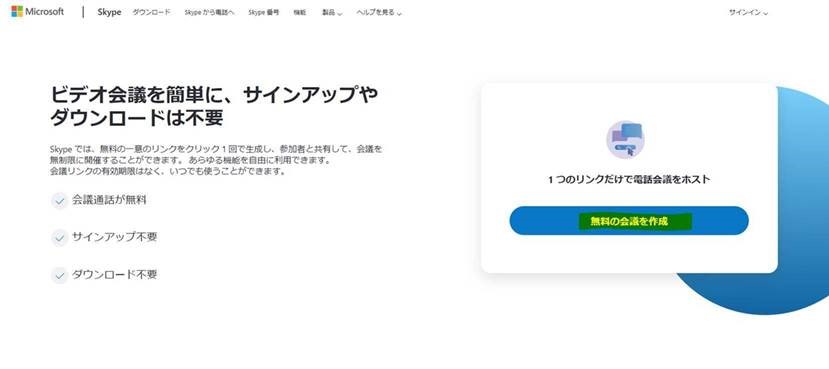 Microsoft | Skype ダウンロード Skype から電話へ Skype 番号 機能 製品 ヘルプを見る サインイン
ビデオ会議を簡単に、サインアップや
ダウンロードは不要
Skype では、無料の一意のリンクをクリック 1 回で生成し、参加者と共有して、会議を
無制限に開催することができます。 あらゆる機能を自由に利用できます。
会議リンクの有効期限はなく、いつでも使うことができます。
会議通話が無料
サインアップ不要
ダウンロード不要
1 つのリンクだけで電話会議をホスト
無料の会議を作成